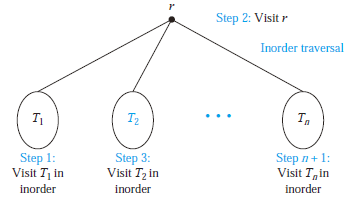 r
Step 2: Visit r
Inorder traversal
T₁
T₂
. . .
Tₙ
Step 1:
Visit T₁ in
inorder
Step 3:
Visit T₂ in
inorder
Step n + 1:
Visit Tₙ in
inorder